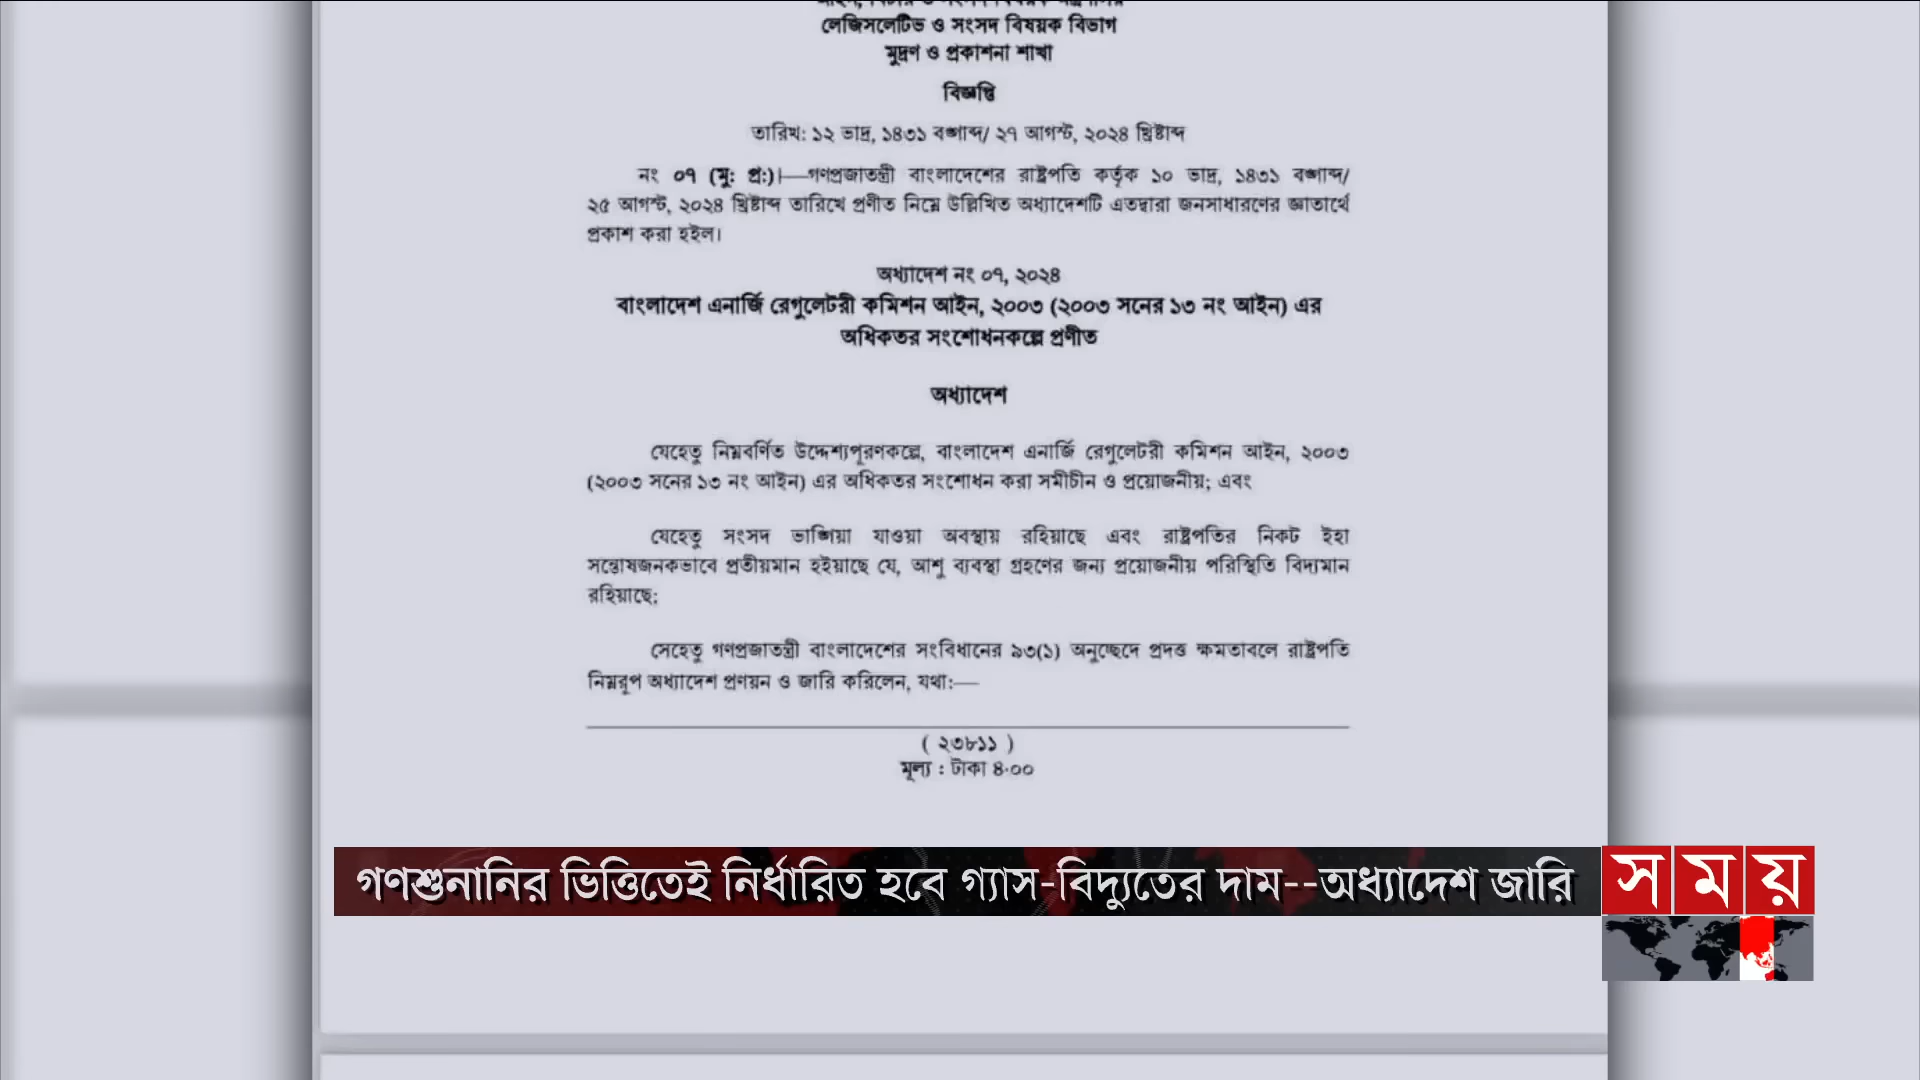 লেজিসলেটিভ ও সংসদ বিষয়ক বিভাগ
মুদ্রণ ও প্রকাশনা শাখা
বিজ্ঞপ্তি
তারিখ: ১২ ভাদ্র, ১৪৩১ বঙ্গাব্দ/ ২৭ আগস্ট, ২০২৪ খ্রিষ্টাব্দ
নং ০৭ (মু: প্র:)।—গণপ্রজাতন্ত্রী বাংলাদেশের রাষ্ট্রপতি কর্তৃক ১০ ভাদ্র, ১৪৩১ বঙ্গাব্দ/
২৫ আগস্ট, ২০২৪ খ্রিষ্টাব্দ তারিখে প্রণীত নিম্নে উল্লিখিত অধ্যাদেশটি এতদ্বারা জনসাধারণের জ্ঞাতার্থে
প্রকাশ করা হইল।
অধ্যাদেশ নং ০৭, ২০২৪
বাংলাদেশ এনার্জি রেগুলেটরী কমিশন আইন, ২০০৩ (২০০৩ সনের ১৩ নং আইন) এর
অধিকতর সংশোধনকল্পে প্রণীত
অধ্যাদেশ
যেহেতু নিম্নবর্ণিত উদ্দেশ্যপূরণকল্পে, বাংলাদেশ এনার্জি রেগুলেটরী কমিশন আইন, ২০০৩
(২০০৩ সনের ১৩ নং আইন) এর অধিকতর সংশোধন করা সমীচীন ও প্রয়োজনীয়; এবং
যেহেতু সংসদ ভাঙ্গিয়া যাওয়া অবস্থায় রহিয়াছে এবং রাষ্ট্রপতির নিকট ইহা
সন্তোষজনকভাবে প্রতীয়মান হইয়াছে যে, আশু ব্যবস্থা গ্রহণের জন্য প্রয়োজনীয় পরিস্থিতি বিদ্যমান
রহিয়াছে;
সেহেতু গণপ্রজাতন্ত্রী বাংলাদেশের সংবিধানের ৯৩(১) অনুচ্ছেদে প্রদত্ত ক্ষমতাবলে রাষ্ট্রপতি
নিম্নরূপ অধ্যাদেশ প্রণয়ন ও জারি করিলেন, যথা:—
( ২৩৮১১ )
মূল্য : টাকা ৪·০০
গণশুনানির ভিত্তিতেই নির্ধারিত হবে গ্যাস-বিদ্যুতের দাম--অধ্যাদেশ জারি
সময়